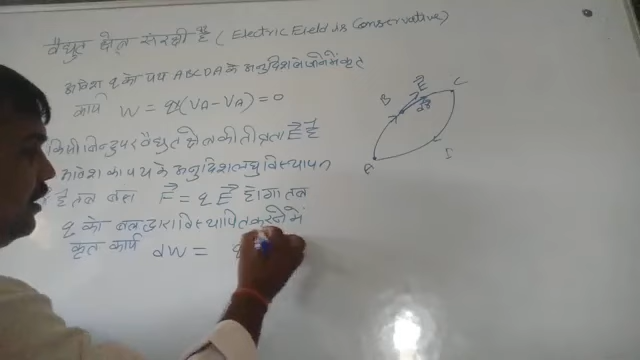 वैद्युत क्षेत्र संरक्षी है (Electric Field is Conservative)
आवेश q को पथ ABCDA के अनुदिश ले जाने में कृत
कार्य W = q(VA-VA) = 0
किसी बिन्दु पर वैद्युत क्षेत्र की तीव्रता E है
आवेश का पथ के अनुदिश लघु विस्थापन
है तब बल F = qE होगा तब
q को बल द्वारा विस्थापित करने में
कृत कार्य dW = q
E
B
C
A